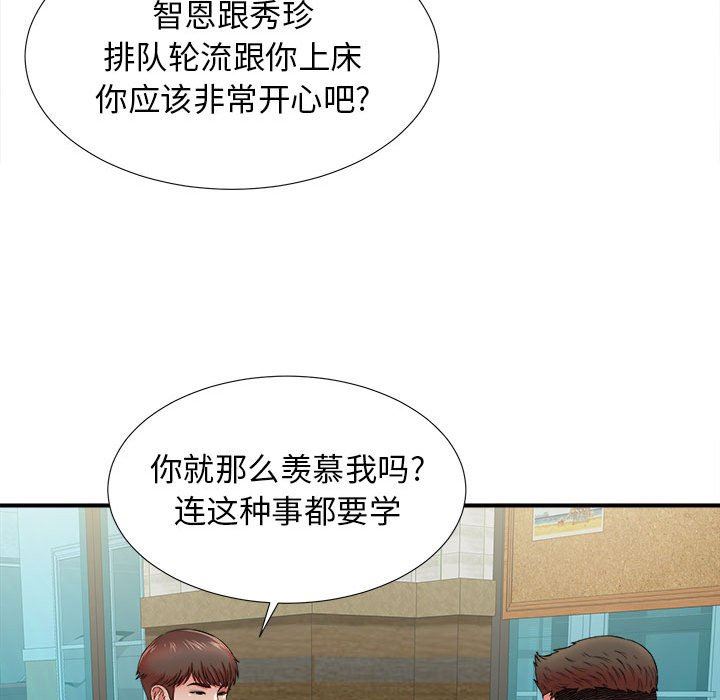 智恩跟秀珍
排队轮流跟你上床
你应该非常开心吧?
你就那么羡慕我吗?
连这种事都要学